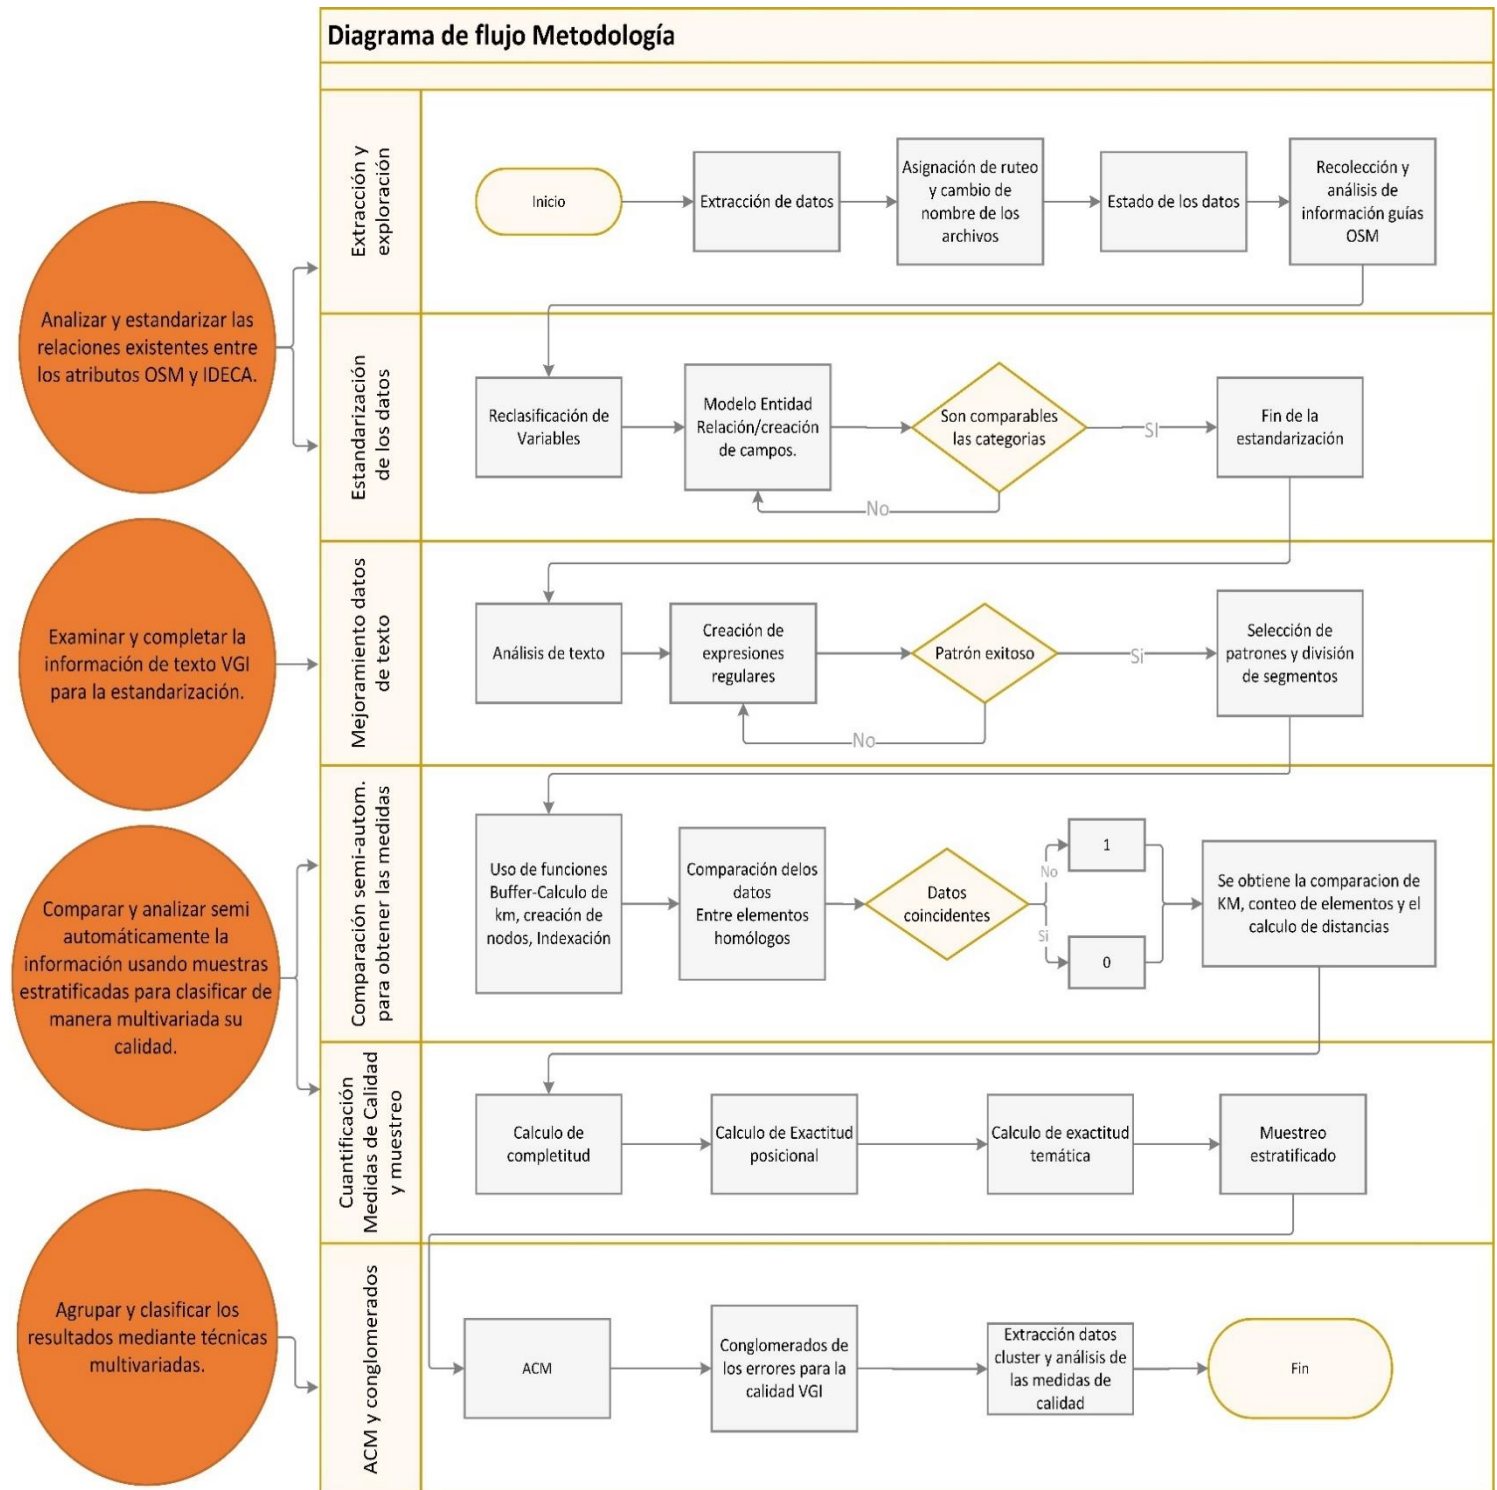 Diagrama de flujo Metodología
Analizar y estandarizar las
relaciones existentes entre
los atributos OSM y IDECA.
Extracción y
exploración
Inicio
Extracción de datos
Asignación de ruteo
y cambio de
nombre de los
archivos
Estado de los datos
Recolección y
análisis de
información guías
OSM
Estandarización
de los datos
Reclasificación de
Variables
Modelo Entidad
Relación/creación
de campos.
Son comparables
las categorias
SI
No
Fin de la
estandarización
Examinar y completar la
información de texto VGI
para la estandarización.
Mejoramiento datos
de texto
Análisis de texto
Creación de
expresiones
regulares
Patrón exitoso
Si
No
Selección de
patrones y división
de segmentos
Comparar y analizar semi
automáticamente la
información usando muestras
estratificadas para clasificar de
manera multivariada su
calidad.
Comparación semi-autom.
para obtener las medidas
Uso de funciones
Buffer-Calculo de
km, creación de
nodos, Indexación
Comparación delos
datos
Entre elementos
homólogos
Datos
coincidentes
No
Si
1
0
Se obtiene la comparacion de
KM, conteo de elementos y el
calculo de distancias
Cuantificación
Medidas de Calidad
y muestreo
Calculo de
completitud
Calculo de Exactitud
posicional
Calculo de exactitud
temática
Muestreo
estratificado
Agrupar y clasificar los
resultados mediante técnicas
multivariadas.
ACM y conglomerados
ACM
Conglomerados de
los errores para la
calidad VGI
Extracción datos
cluster y análisis de
las medidas de
calidad
Fin